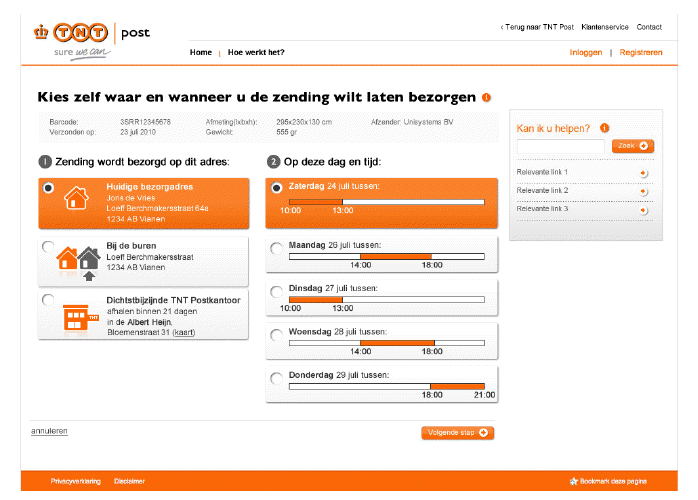 TNT post
sure we can
‹ Terug naar TNT Post Klantenservice Contact
Home | Hoe werkt het?
Inloggen | Registreren
Kies zelf waar en wanneer u de zending wilt laten bezorgen
Barcode: 3SRR12345678 Afmeting(lxbxh): 295x230x130 cm Afzender: Unisystems BV
Verzonden op: 23 juli 2010 Gewicht: 555 gr
1 Zending wordt bezorgd op dit adres:
Huidige bezorgadres
Joris de Vries
Loeff Berchmakersstraat 64a
1234 AB Vianen
Bij de buren
Loeff Berchmakersstraat
1234 AB Vianen
Dichtstbijzijnde TNT Postkantoor
afhalen binnen 21 dagen
in de Albert Heijn,
Bloemenstraat 31 (kaart)
TNT
2 Op deze dag en tijd:
Zaterdag 24 juli tussen:
10:00 13:00
Maandag 26 juli tussen:
14:00 18:00
Dinsdag 27 juli tussen:
10:00 13:00
Woensdag 28 juli tussen:
14:00 18:00
Donderdag 29 juli tussen:
18:00 21:00
Kan ik u helpen? i
Zoek
Relevante link 1
Relevante link 2
Relevante link 3
annuleren
Volgende stap
Privacyverklaring Disclaimer
Bookmark deze pagina